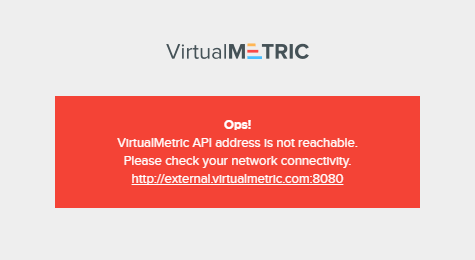 VirtualMETRIC
Ops!
VirtualMetric API address is not reachable.
Please check your network connectivity.
http://external.virtualmetric.com:8080